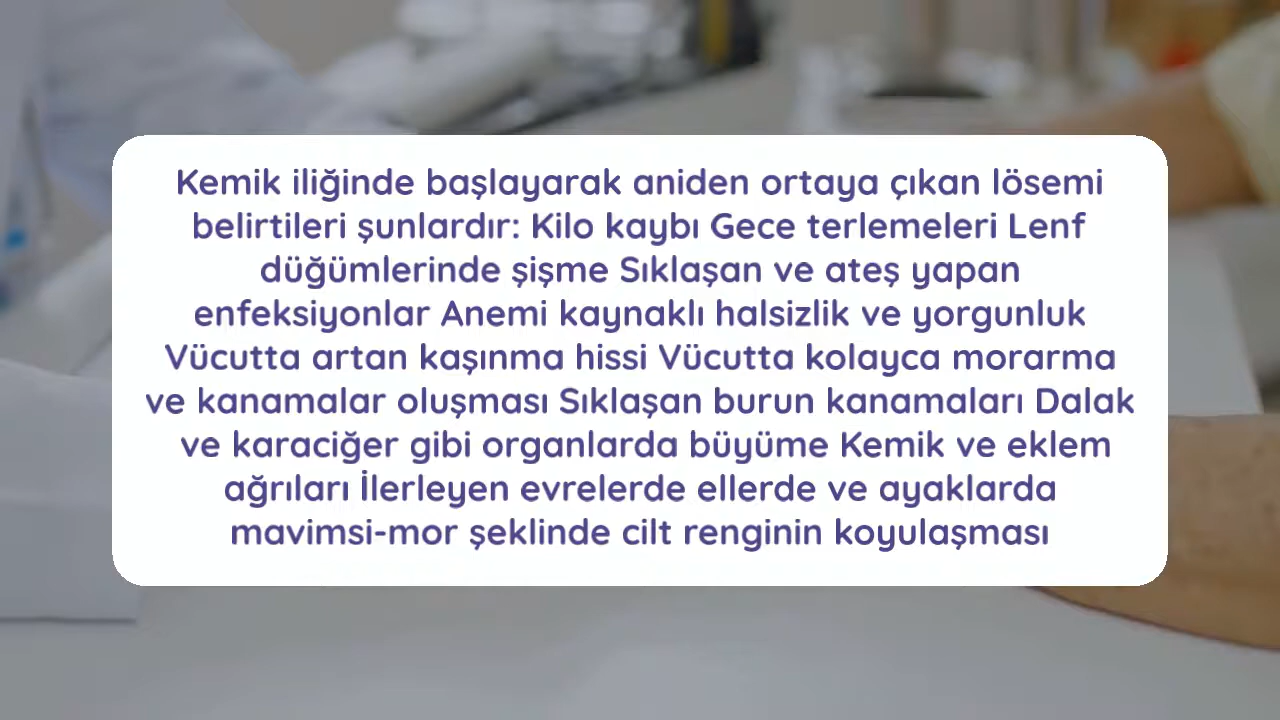 Kemik iliğinde başlayarak aniden ortaya çıkan lösemi
belirtileri şunlardır: Kilo kaybı Gece terlemeleri Lenf
düğümlerinde şişme Sıklaşan ve ateş yapan
enfeksiyonlar Anemi kaynaklı halsizlik ve yorgunluk
Vücutta artan kaşınma hissi Vücutta kolayca morarma
ve kanamalar oluşması Sıklaşan burun kanamaları Dalak
ve karaciğer gibi organlarda büyüme Kemik ve eklem
ağrıları İlerleyen evrelerde ellerde ve ayaklarda
mavimsi-mor şeklinde cilt renginin koyulaşması